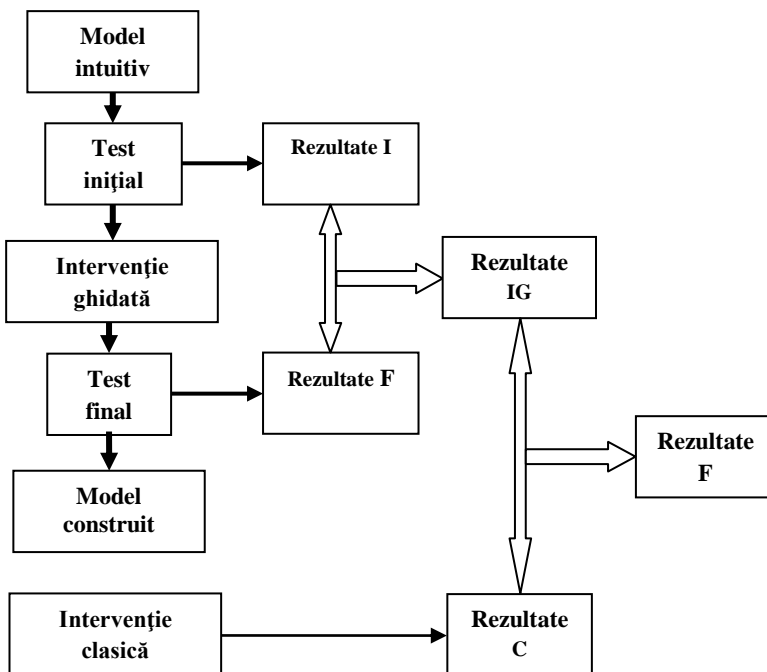 Model
intuitiv
Test
iniţial
Rezultate I
Intervenţie
ghidată
Rezultate
IG
Test
final
Rezultate F
Rezultate
F
Model
construit
Intervenţie
clasică
Rezultate
C